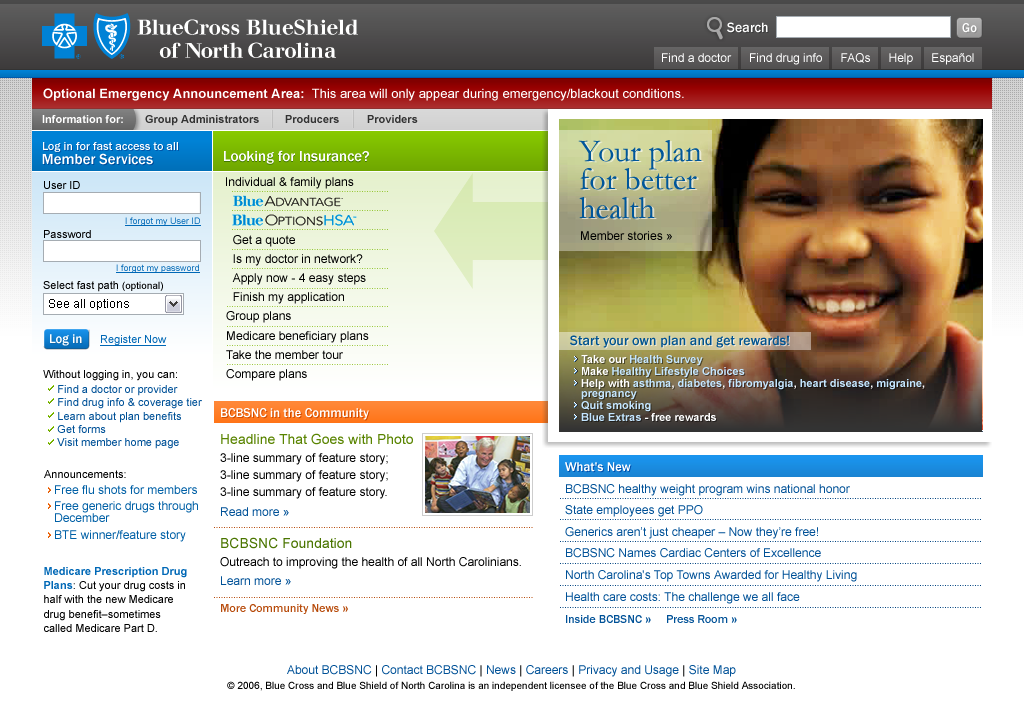 BlueCross BlueShield
of North Carolina
Search
Go
Find a doctor
Find drug info
FAQs
Help
Español
Optional Emergency Announcement Area: This area will only appear during emergency/blackout conditions.
Information for:
Group Administrators
Producers
Providers
Log in for fast access to all
Member Services
User ID
I forgot my User ID
Password
I forgot my password
Select fast path (optional)
See all options
Log in
Register Now
Without logging in, you can:
Find a doctor or provider
Find drug info & coverage tier
Learn about plan benefits
Get forms
Visit member home page
Announcements:
Free flu shots for members
Free generic drugs through
December
BTE winner/feature story
Medicare Prescription Drug
Plans: Cut your drug costs in
half with the new Medicare
drug benefit–sometimes
called Medicare Part D.
Looking for Insurance?
Individual & family plans
BlueADVANTAGE℠
BlueOPTIONSHSA℠
Get a quote
Is my doctor in network?
Apply now - 4 easy steps
Finish my application
Group plans
Medicare beneficiary plans
Take the member tour
Compare plans
BCBSNC in the Community
Headline That Goes with Photo
3-line summary of feature story;
3-line summary of feature story;
3-line summary of feature story.
Read more »
BCBSNC Foundation
Outreach to improving the health of all North Carolinians.
Learn more »
More Community News »
Your plan
for better
health
Member stories »
Start your own plan and get rewards!
Take our Health Survey
Make Healthy Lifestyle Choices
Help with asthma, diabetes, fibromyalgia, heart disease, migraine,
pregnancy
Quit smoking
Blue Extras - free rewards
What's New
BCBSNC healthy weight program wins national honor
State employees get PPO
Generics aren't just cheaper – Now they're free!
BCBSNC Names Cardiac Centers of Excellence
North Carolina's Top Towns Awarded for Healthy Living
Health care costs: The challenge we all face
Inside BCBSNC »
Press Room »
About BCBSNC | Contact BCBSNC | News | Careers | Privacy and Usage | Site Map
© 2006, Blue Cross and Blue Shield of North Carolina is an independent licensee of the Blue Cross and Blue Shield Association.